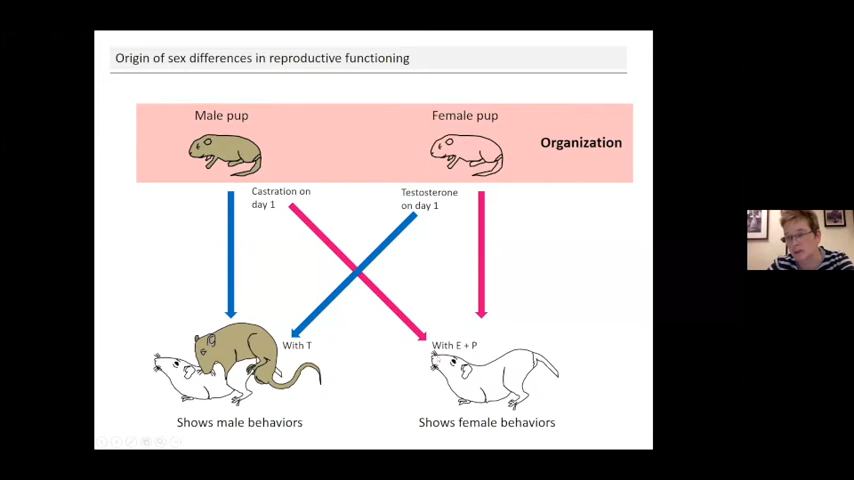 Origin of sex differences in reproductive functioning
Male pup
Female pup
Organization
Castration on
day 1
Testosterone
on day 1
With T
With E + P
Shows male behaviors
Shows female behaviors